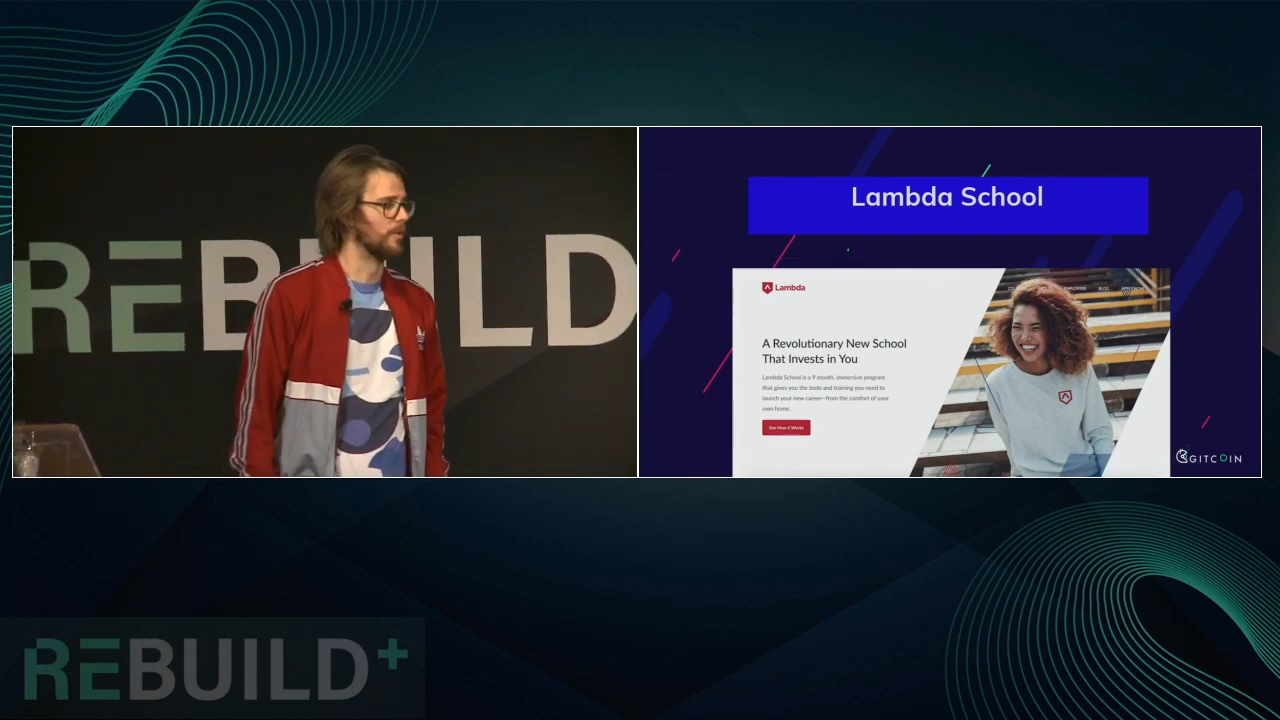 REBUILD
Lambda School
Lambda
EMPLOYERS
BLOG
A Revolutionary New School
That Invests in You
Lambda School is a 9 month, immersive program
that gives you the tools and training you need to
launch your new career—from the comfort of your
own home.
See How it Works
GITCOIN
REBUILD+